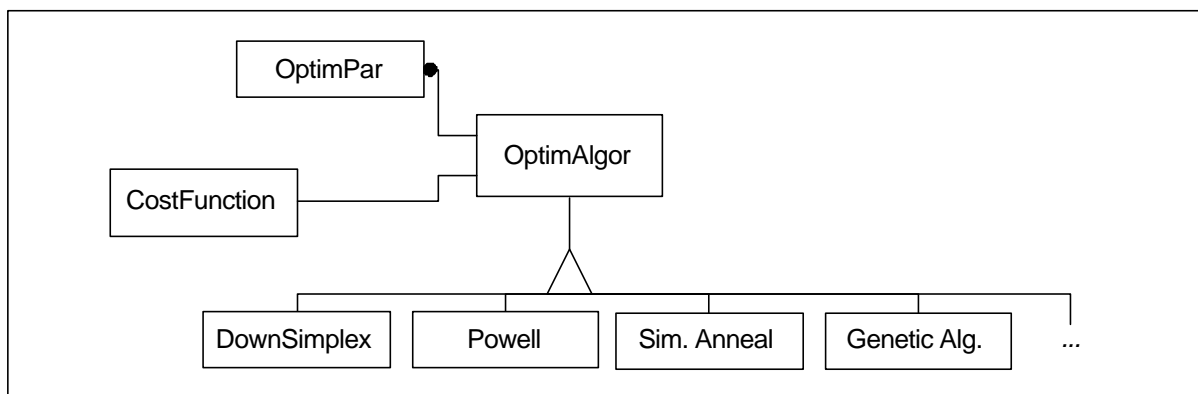 OptimPar
OptimAlgor
CostFunction
DownSimplex
Powell
Sim. Anneal
Genetic Alg.
...